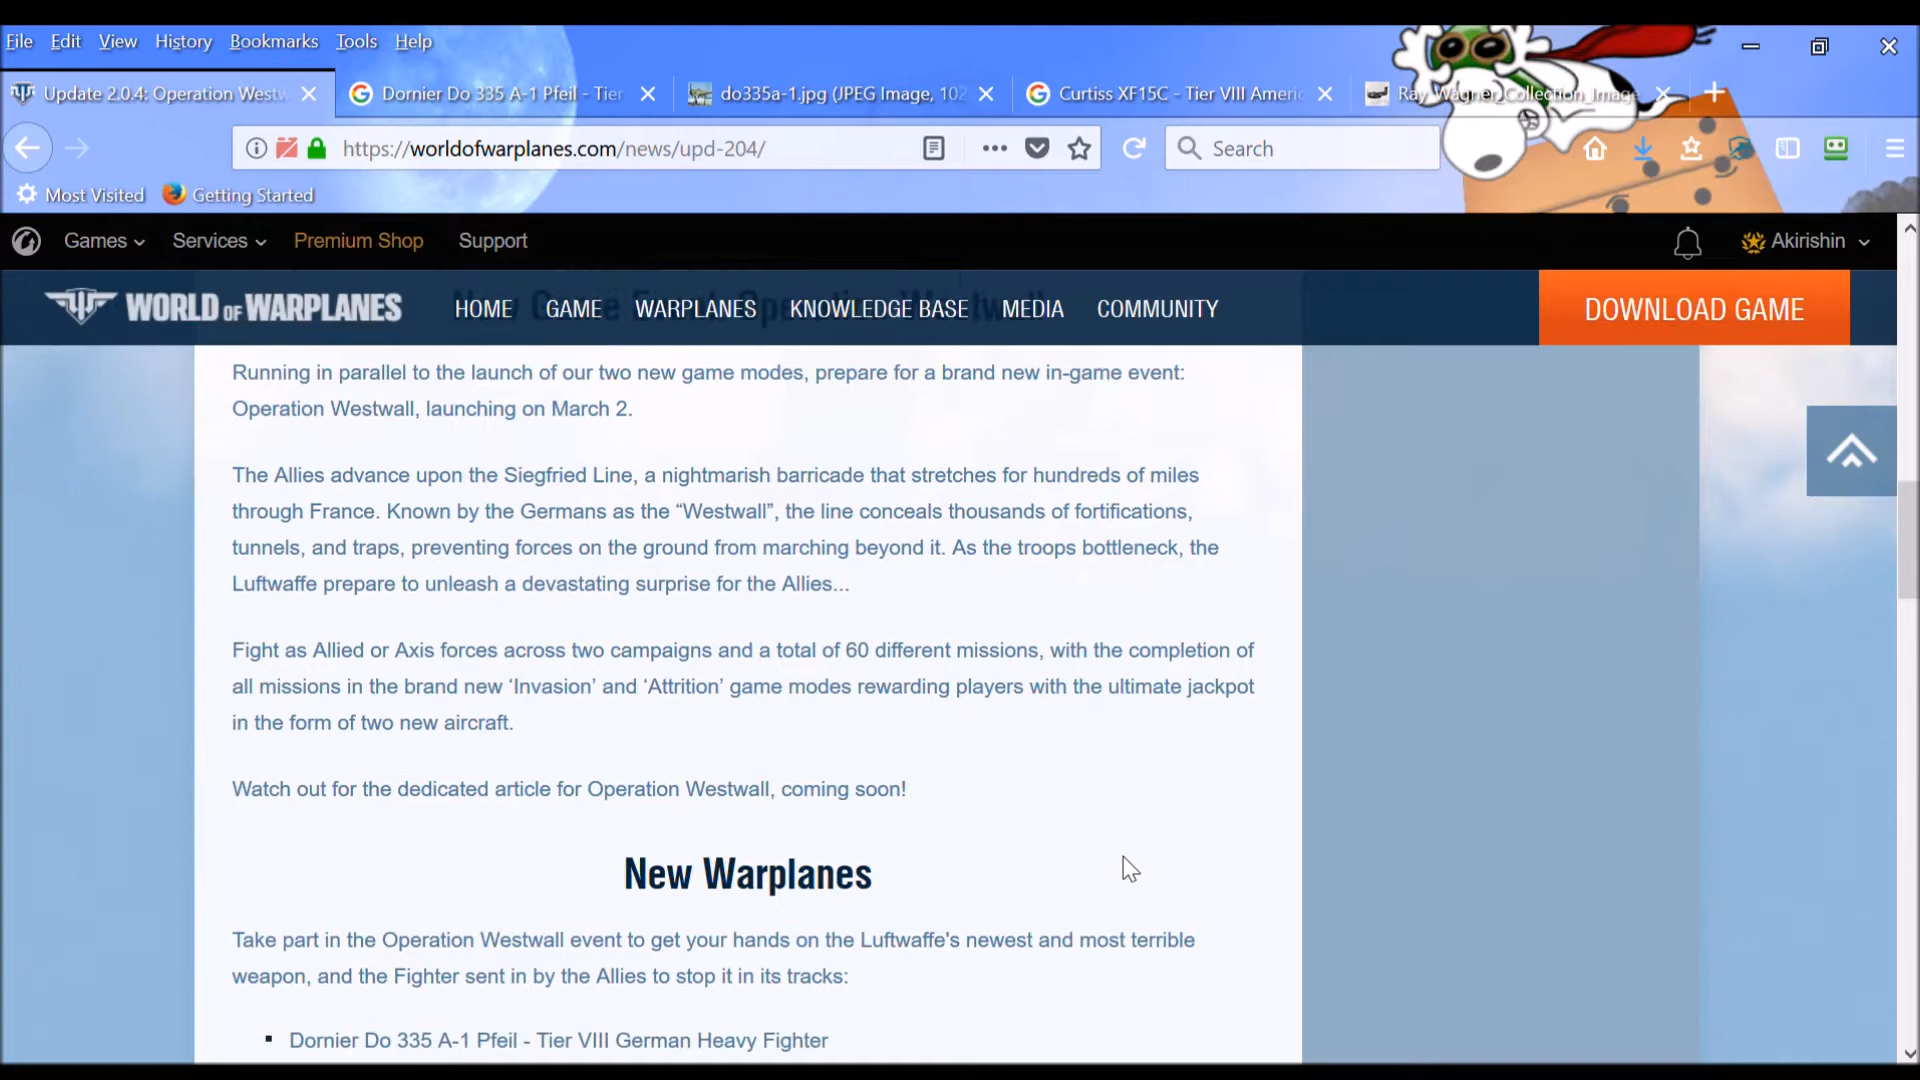 File Edit View History Bookmarks Tools Help
Update 2.0.4: Operation Westw
Dornier Do 335 A-1 Pfeil - Tier
do335a-1.jpg (JPEG Image, 102
Curtiss XF15C - Tier VIII Americ
Ray_Wagner_Collection_Image
https://worldofwarplanes.com/news/upd-204/
Search
Most Visited Getting Started
Games Services Premium Shop Support
Akirishin
WORLD OF WARPLANES
HOME GAME WARPLANES KNOWLEDGE BASE MEDIA COMMUNITY
DOWNLOAD GAME
Running in parallel to the launch of our two new game modes, prepare for a brand new in-game event:
Operation Westwall, launching on March 2.
The Allies advance upon the Siegfried Line, a nightmarish barricade that stretches for hundreds of miles
through France. Known by the Germans as the “Westwall”, the line conceals thousands of fortifications,
tunnels, and traps, preventing forces on the ground from marching beyond it. As the troops bottleneck, the
Luftwaffe prepare to unleash a devastating surprise for the Allies...
Fight as Allied or Axis forces across two campaigns and a total of 60 different missions, with the completion of
all missions in the brand new ‘Invasion’ and ‘Attrition’ game modes rewarding players with the ultimate jackpot
in the form of two new aircraft.
Watch out for the dedicated article for Operation Westwall, coming soon!
New Warplanes
Take part in the Operation Westwall event to get your hands on the Luftwaffe's newest and most terrible
weapon, and the Fighter sent in by the Allies to stop it in its tracks:
▪ Dornier Do 335 A-1 Pfeil - Tier VIII German Heavy Fighter